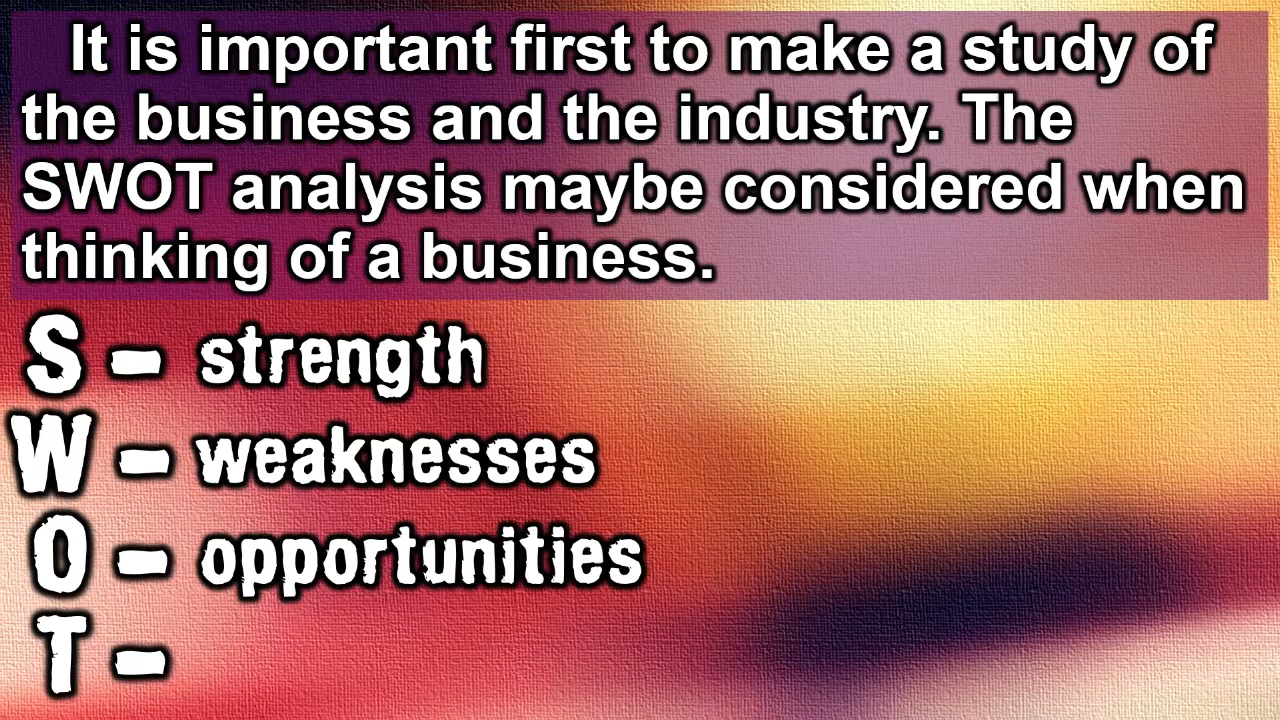 It is important first to make a study of
the business and the industry. The
SWOT analysis maybe considered when
thinking of a business.
S - strength
W - weaknesses
O - opportunities
T -